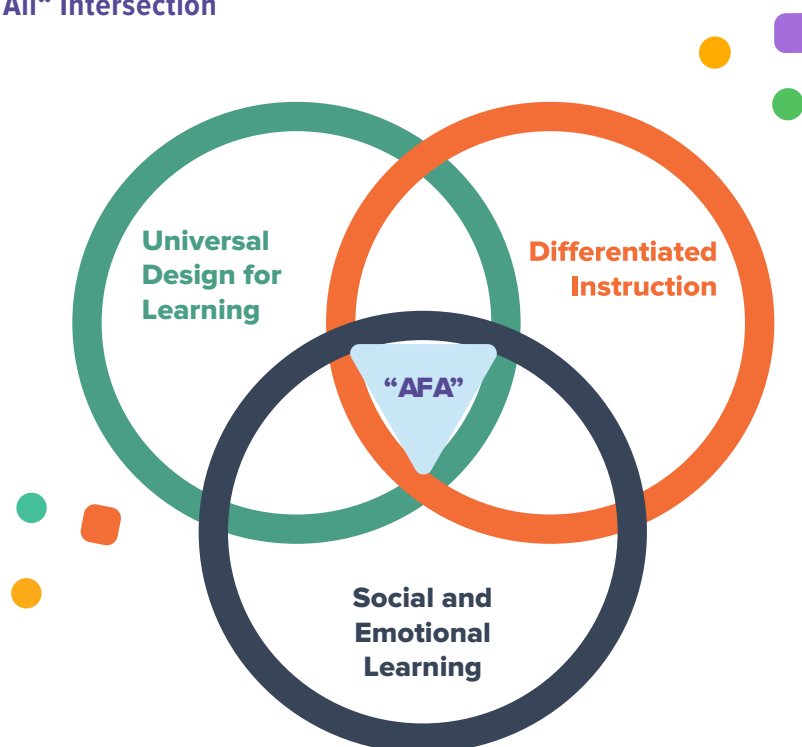 All“ Intersection
Universal
Design for
Learning
Differentiated
Instruction
“AFA”
Social and
Emotional
Learning